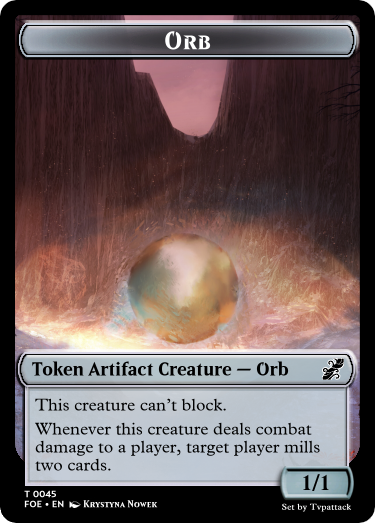 Orb
Token Artifact Creature — Orb
This creature can't block.
Whenever this creature deals combat
damage to a player, target player mills
two cards.
1/1
T 0045
FOE • EN Krystyna Nowek
Set by Tvpattack